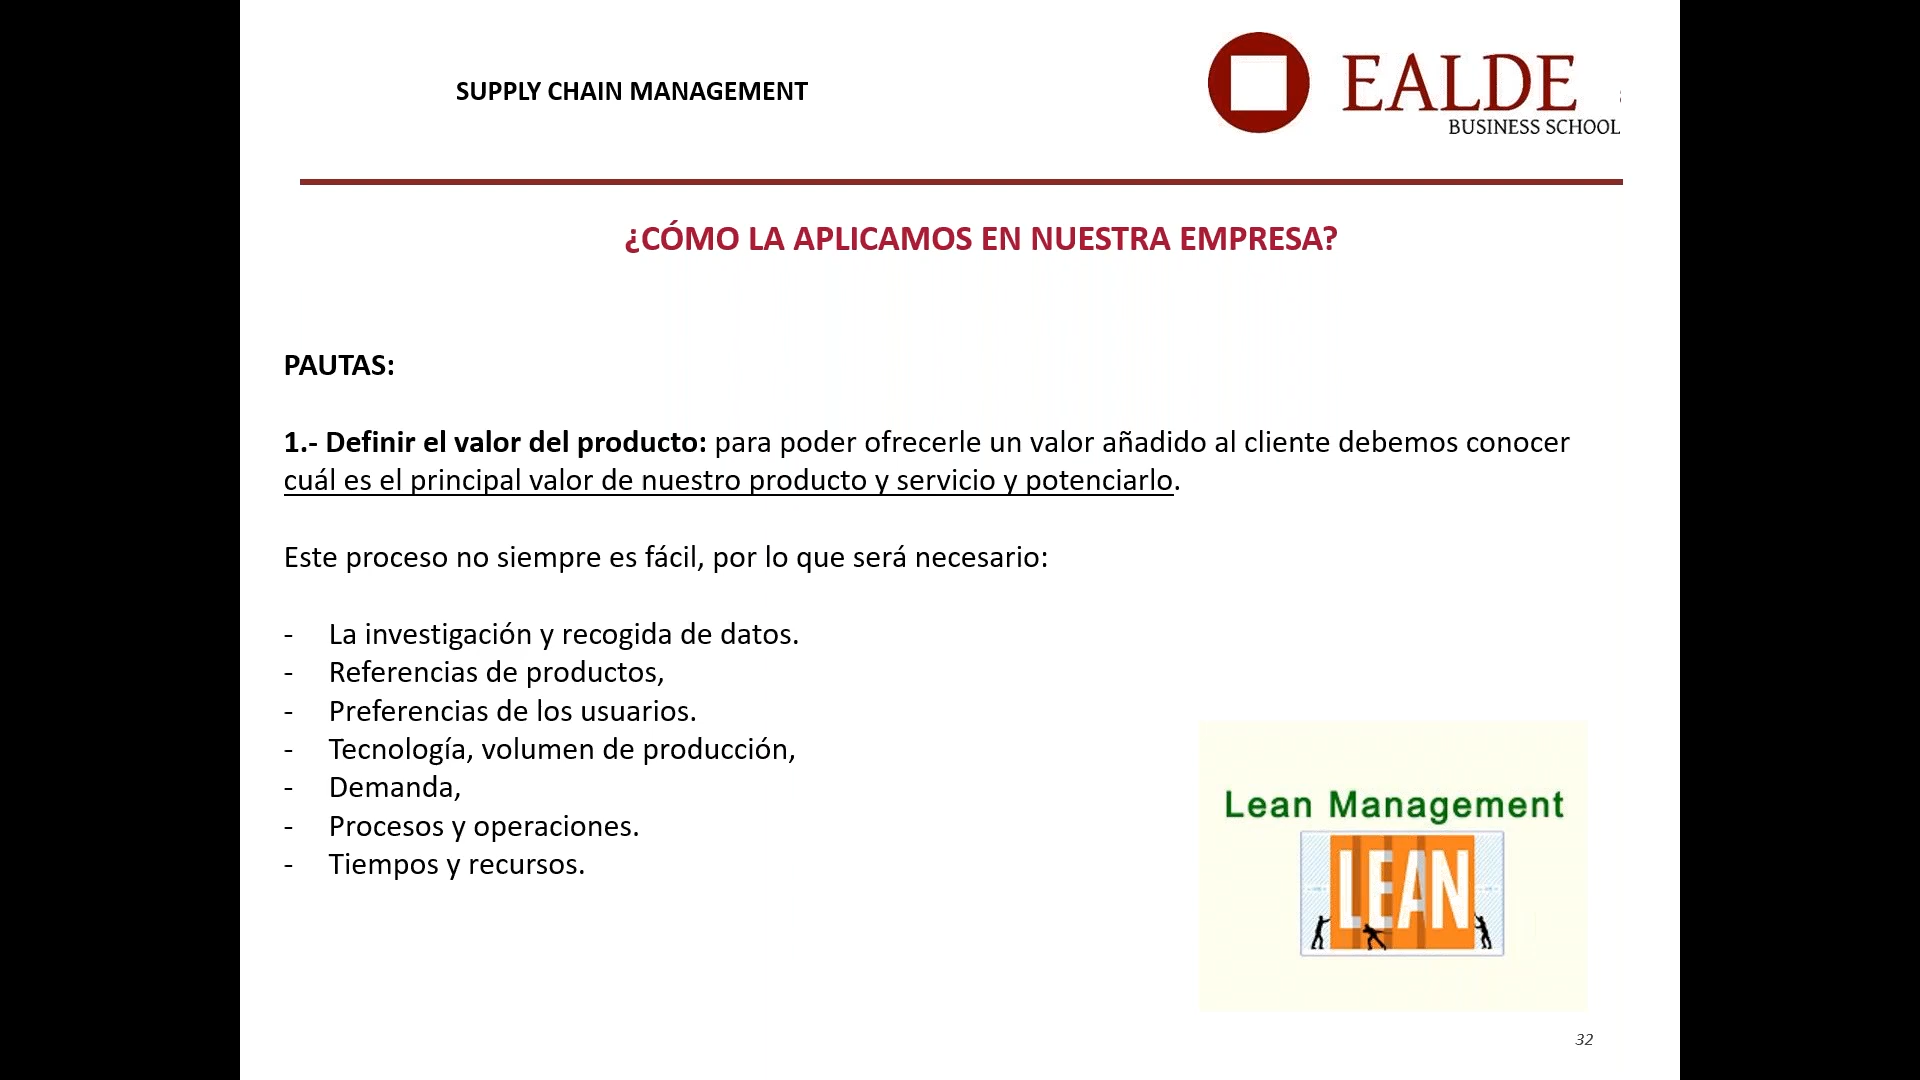 SUPPLY CHAIN MANAGEMENT
EALDE
BUSINESS SCHOOL
¿CÓMO LA APLICAMOS EN NUESTRA EMPRESA?
PAUTAS:
1.- Definir el valor del producto: para poder ofrecerle un valor añadido al cliente debemos conocer
cuál es el principal valor de nuestro producto y servicio y potenciarlo.
Este proceso no siempre es fácil, por lo que será necesario:
- La investigación y recogida de datos.
- Referencias de productos,
- Preferencias de los usuarios.
- Tecnología, volumen de producción,
- Demanda,
- Procesos y operaciones.
- Tiempos y recursos.
Lean Management
LEAN
32